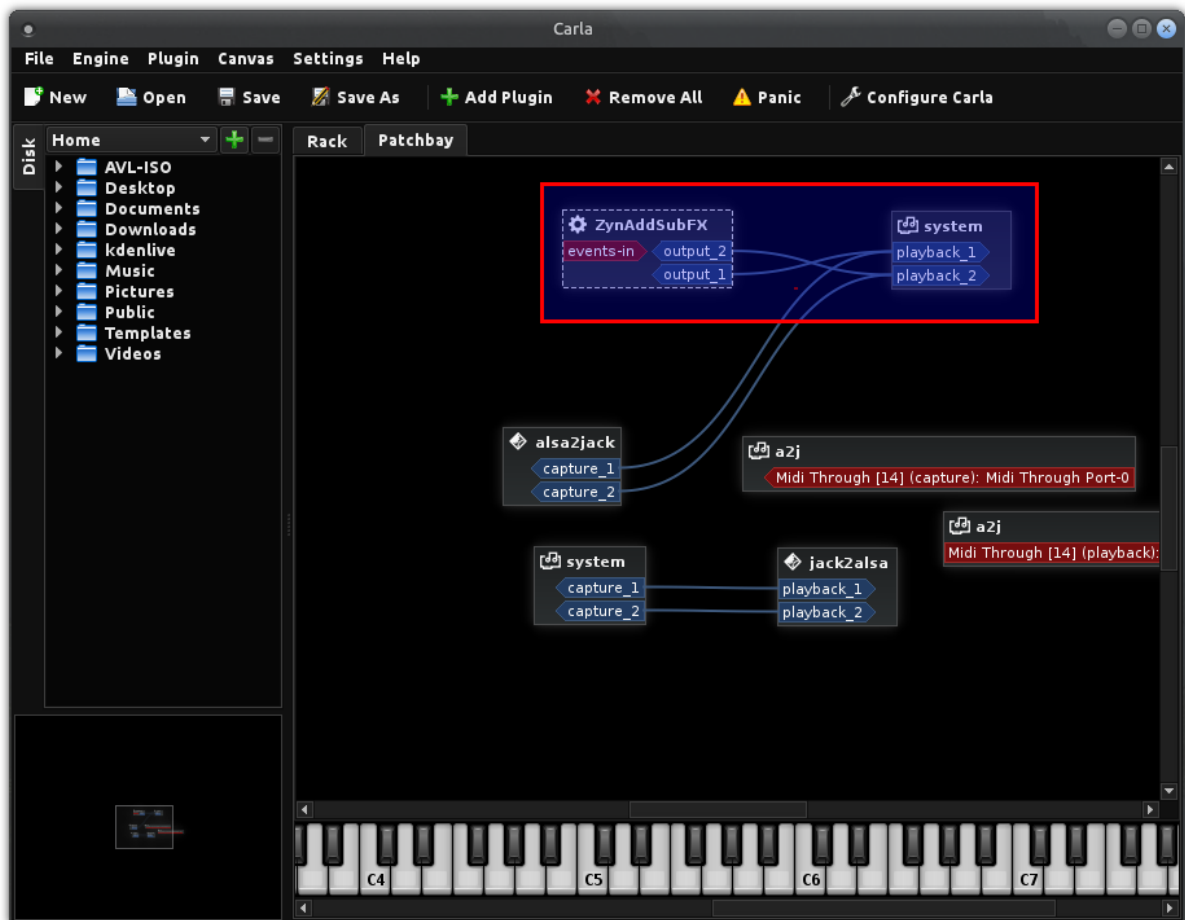 Carla
File Engine Plugin Canvas Settings Help
New Open Save Save As Add Plugin Remove All Panic Configure Carla
Disk
Home
AVL-ISO
Desktop
Documents
Downloads
kdenlive
Music
Pictures
Public
Templates
Videos
Rack Patchbay
ZynAddSubFX
events-in output_2
output_1
system
playback_1
playback_2
alsa2jack
capture_1
capture_2
a2j
Midi Through [14] (capture): Midi Through Port-0
a2j
Midi Through [14] (playback):
system
capture_1
capture_2
jack2alsa
playback_1
playback_2
C4 C5 C6 C7